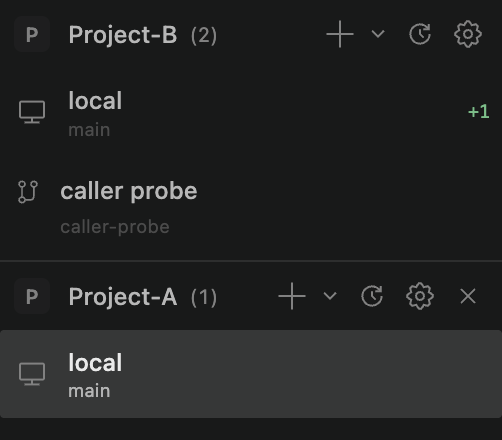 P Project-B (2)
local
main
+1
caller probe
caller-probe
P Project-A (1)
local
main